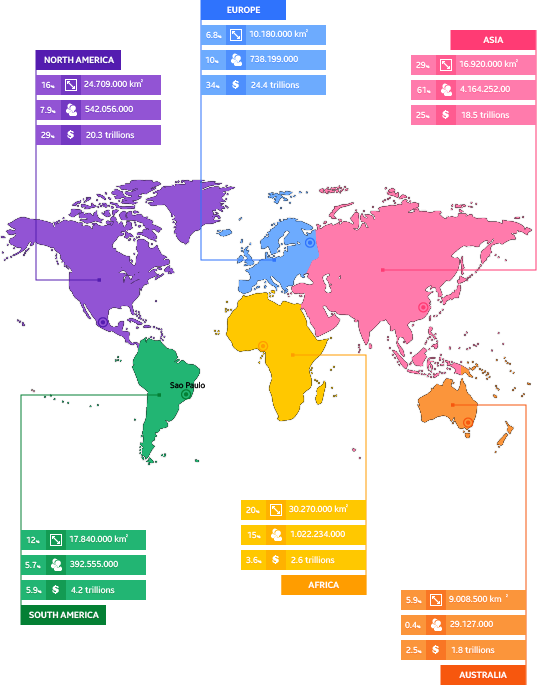 EUROPE
6.8% 10.180.000 km²
10% 738.199.000
34% $ 24.4 trillions
ASIA
29% 16.920.000 km²
61% 4.164.252.00
25% $ 18.5 trillions
NORTH AMERICA
16% 24.709.000 km²
7.9% 542.056.000
29% $ 20.3 trillions
Sao Paulo
20% 30.270.000 km²
15% 1.022.234.000
3.6% $ 2.6 trillions
AFRICA
12% 17.840.000 km²
5.7% 392.555.000
5.9% $ 4.2 trillions
SOUTH AMERICA
5.9% 9.008.500 km²
0.4% 29.127.000
2.5% $ 1.8 trillions
AUSTRALIA